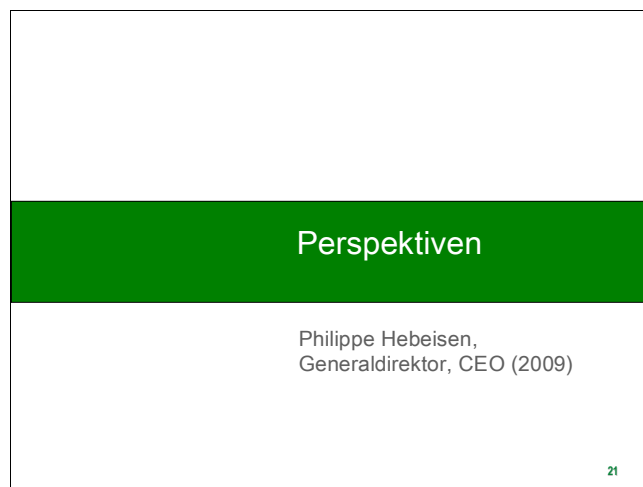 Perspektiven
Philippe Hebeisen,
Generaldirektor, CEO (2009)
21